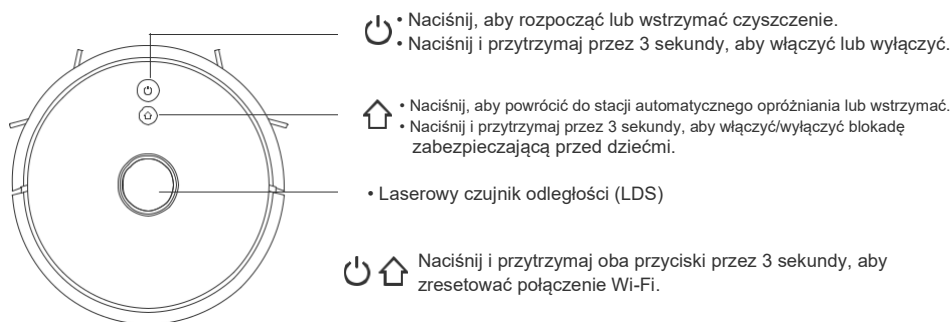 • Naciśnij, aby rozpocząć lub wstrzymać czyszczenie.
• Naciśnij i przytrzymaj przez 3 sekundy, aby włączyć lub wyłączyć.
• Naciśnij, aby powrócić do stacji automatycznego opróżniania lub wstrzymać.
• Naciśnij i przytrzymaj przez 3 sekundy, aby włączyć/wyłączyć blokadę
zabezpieczającą przed dziećmi.
• Laserowy czujnik odległości (LDS)
Naciśnij i przytrzymaj oba przyciski przez 3 sekundy, aby
zresetować połączenie Wi-Fi.